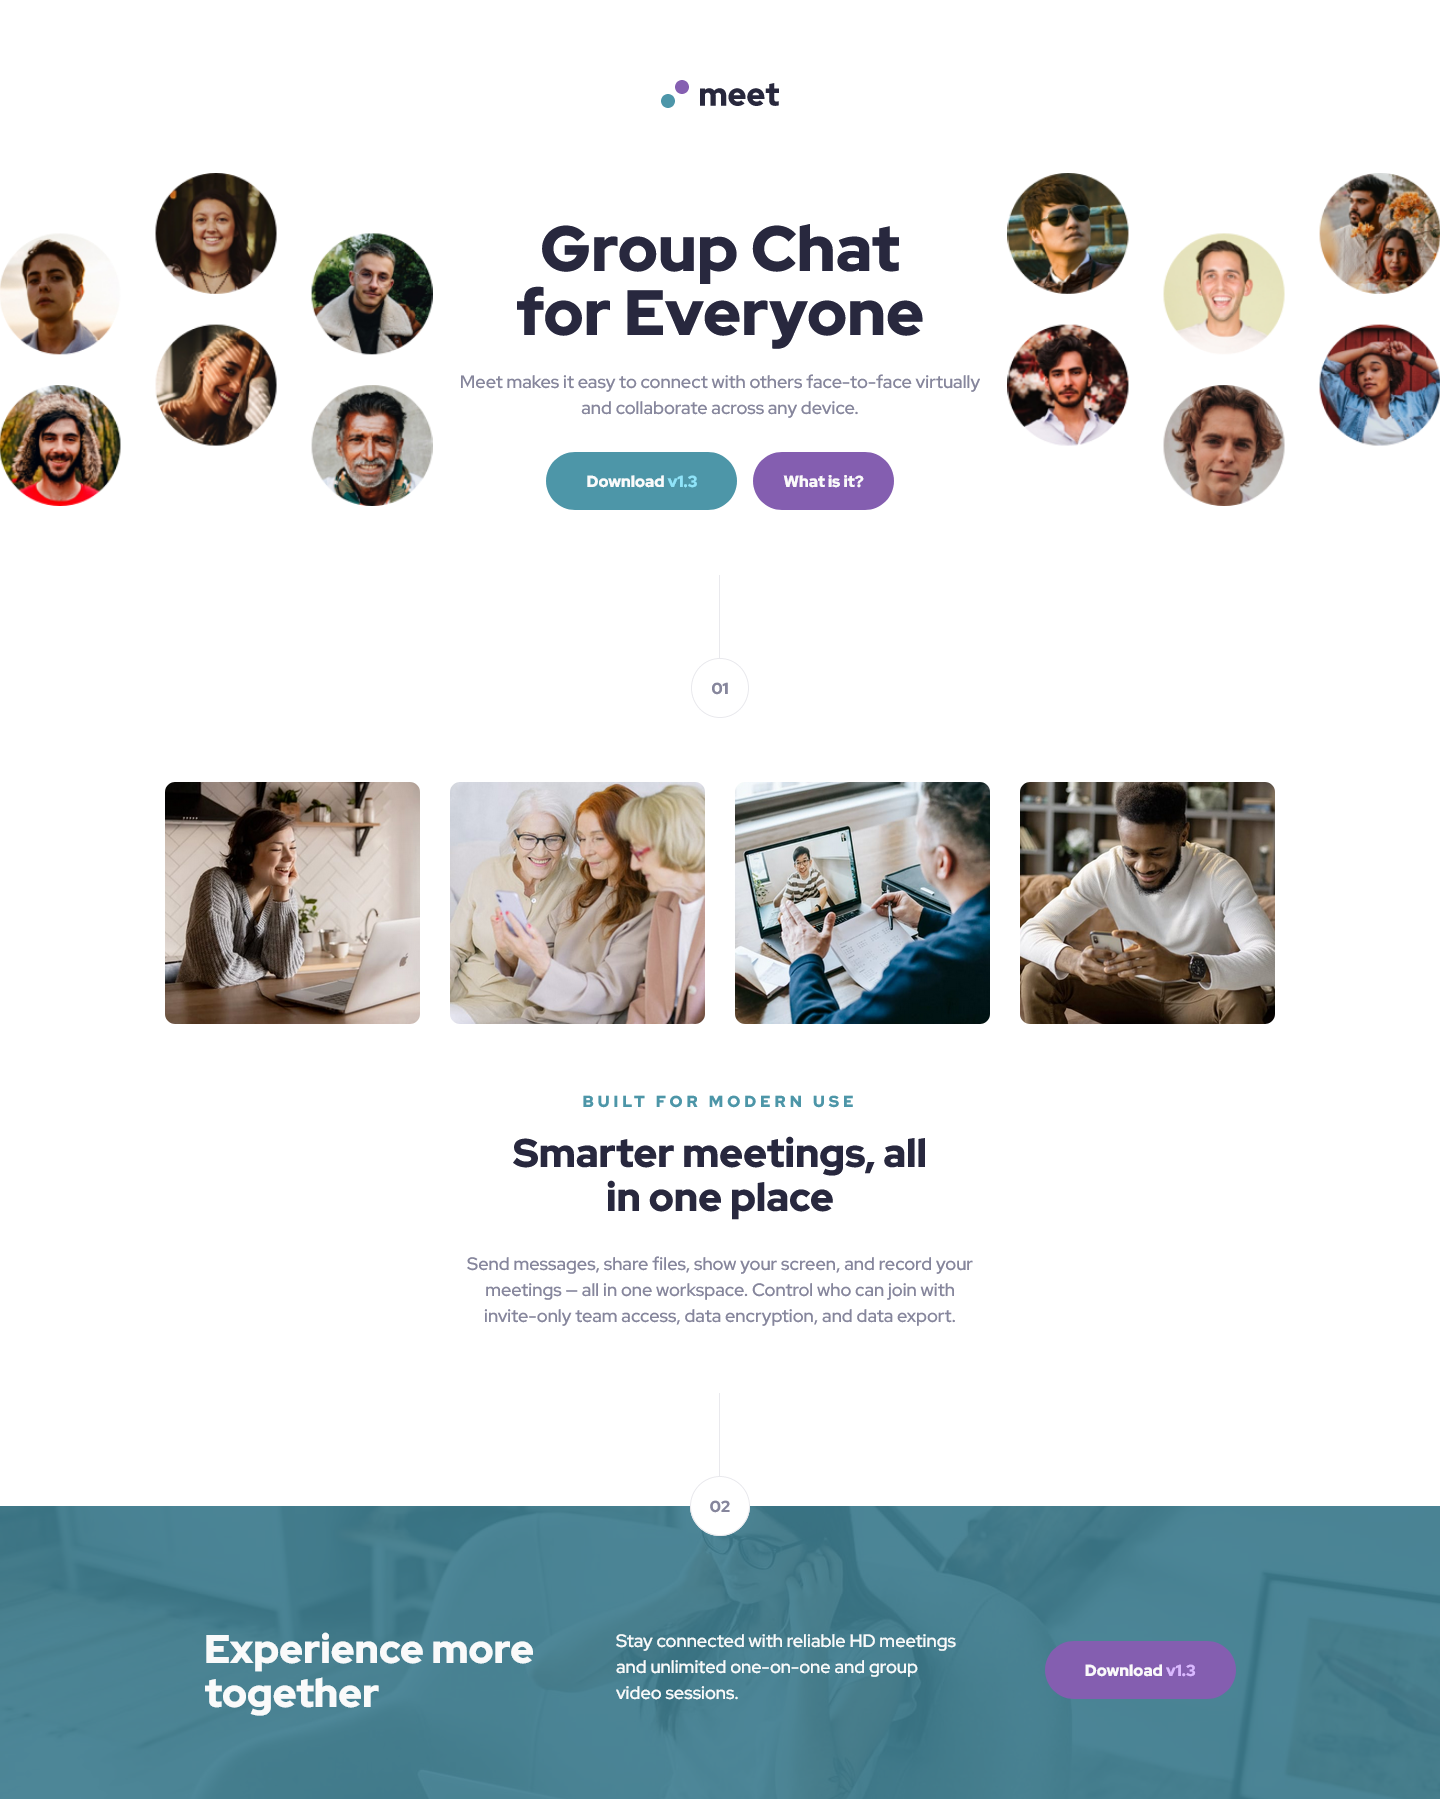 meet
Group Chat
for Everyone
Meet makes it easy to connect with others face-to-face virtually
and collaborate across any device.
Download v1.3
What is it?
01
BUILT FOR MODERN USE
Smarter meetings, all
in one place
Send messages, share files, show your screen, and record your
meetings — all in one workspace. Control who can join with
invite-only team access, data encryption, and data export.
02
Experience more
together
Stay connected with reliable HD meetings
and unlimited one-on-one and group
video sessions.
Download v1.3